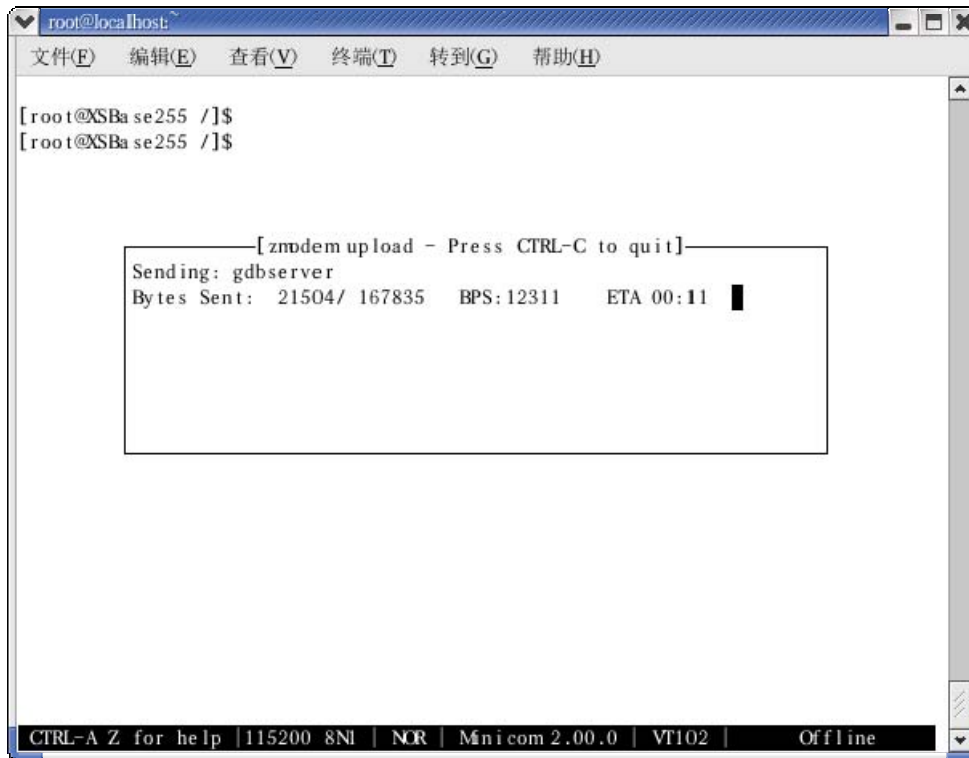 root@localhost:~
文件(F) 编辑(E) 查看(V) 终端(T) 转到(G) 帮助(H)
[root@XSBase255 /]$
[root@XSBase255 /]$
[zmodem upload - Press CTRL-C to quit]
Sending: gdbserver
Bytes Sent: 21504/ 167835 BPS:12311 ETA 00:11
CTRL-A Z for help |115200 8N1 | NOR | Minicom 2.00.0 | VT102 | Offline